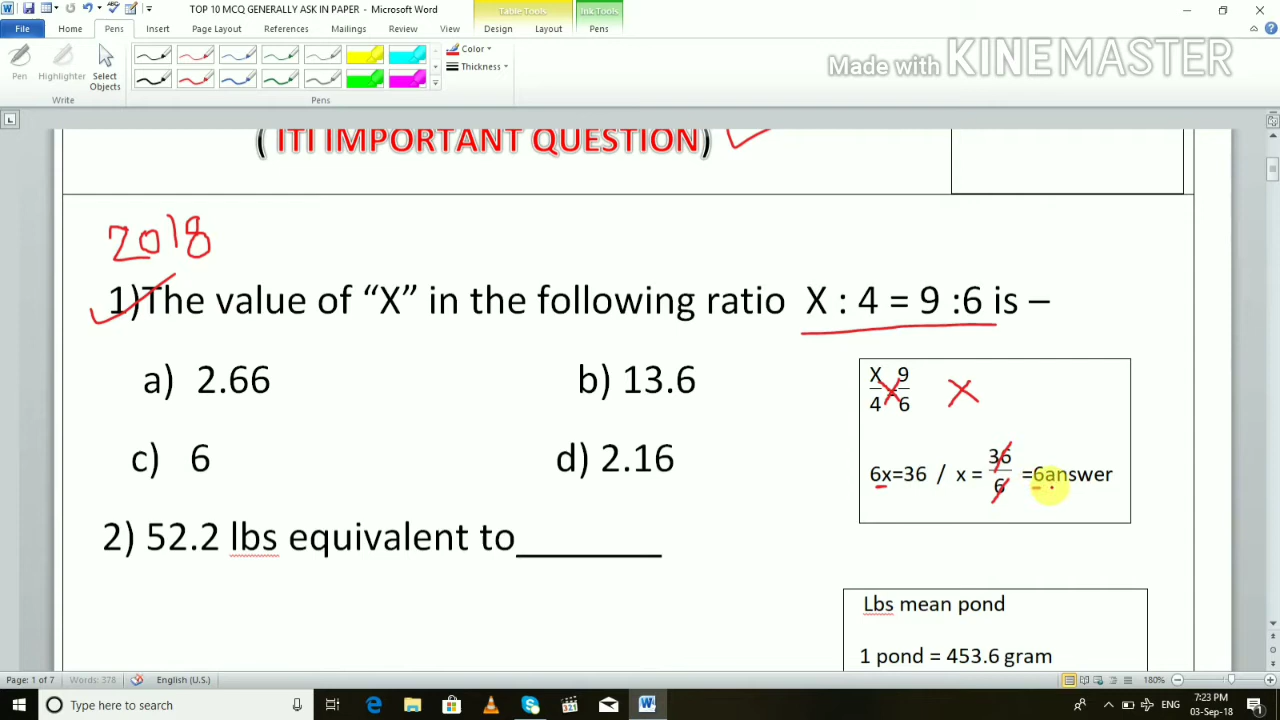 TOP 10 MCQ GENERALLY ASK IN PAPER - Microsoft Word
Table Tools
Ink Tools
File Home Pens Insert Page Layout References Mailings Review View Design Layout Pens
Pen
Highlighter
Select Objects
Color
Thickness
Write
Pens
Made with KINEMASTER
( ITI IMPORTANT QUESTION)
2018
1)The value of “X” in the following ratio X : 4 = 9 :6 is –
a) 2.66 b) 13.6
c) 6 d) 2.16
X 9
4 6
X
6x=36 / x = 36
6 =6answer
2) 52.2 lbs equivalent to________
Lbs mean pond
1 pond = 453.6 gram
Page: 1 of 7 Words: 378 English (U.S.) 180%
Type here to search
ENG
7:23 PM
03-Sep-18